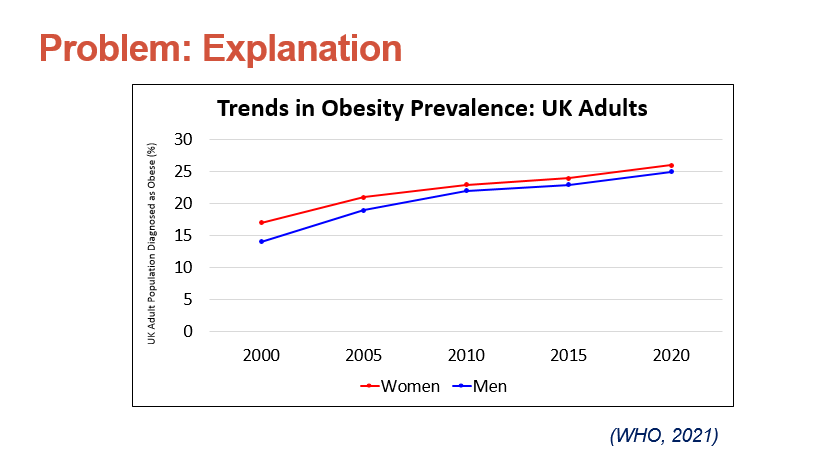 Problem: Explanation
Trends in Obesity Prevalence: UK Adults
UK Adult Population Diagnosed as Obese (%)
30
25
20
15
10
5
0
2000 2005 2010 2015 2020
Women Men
(WHO, 2021)